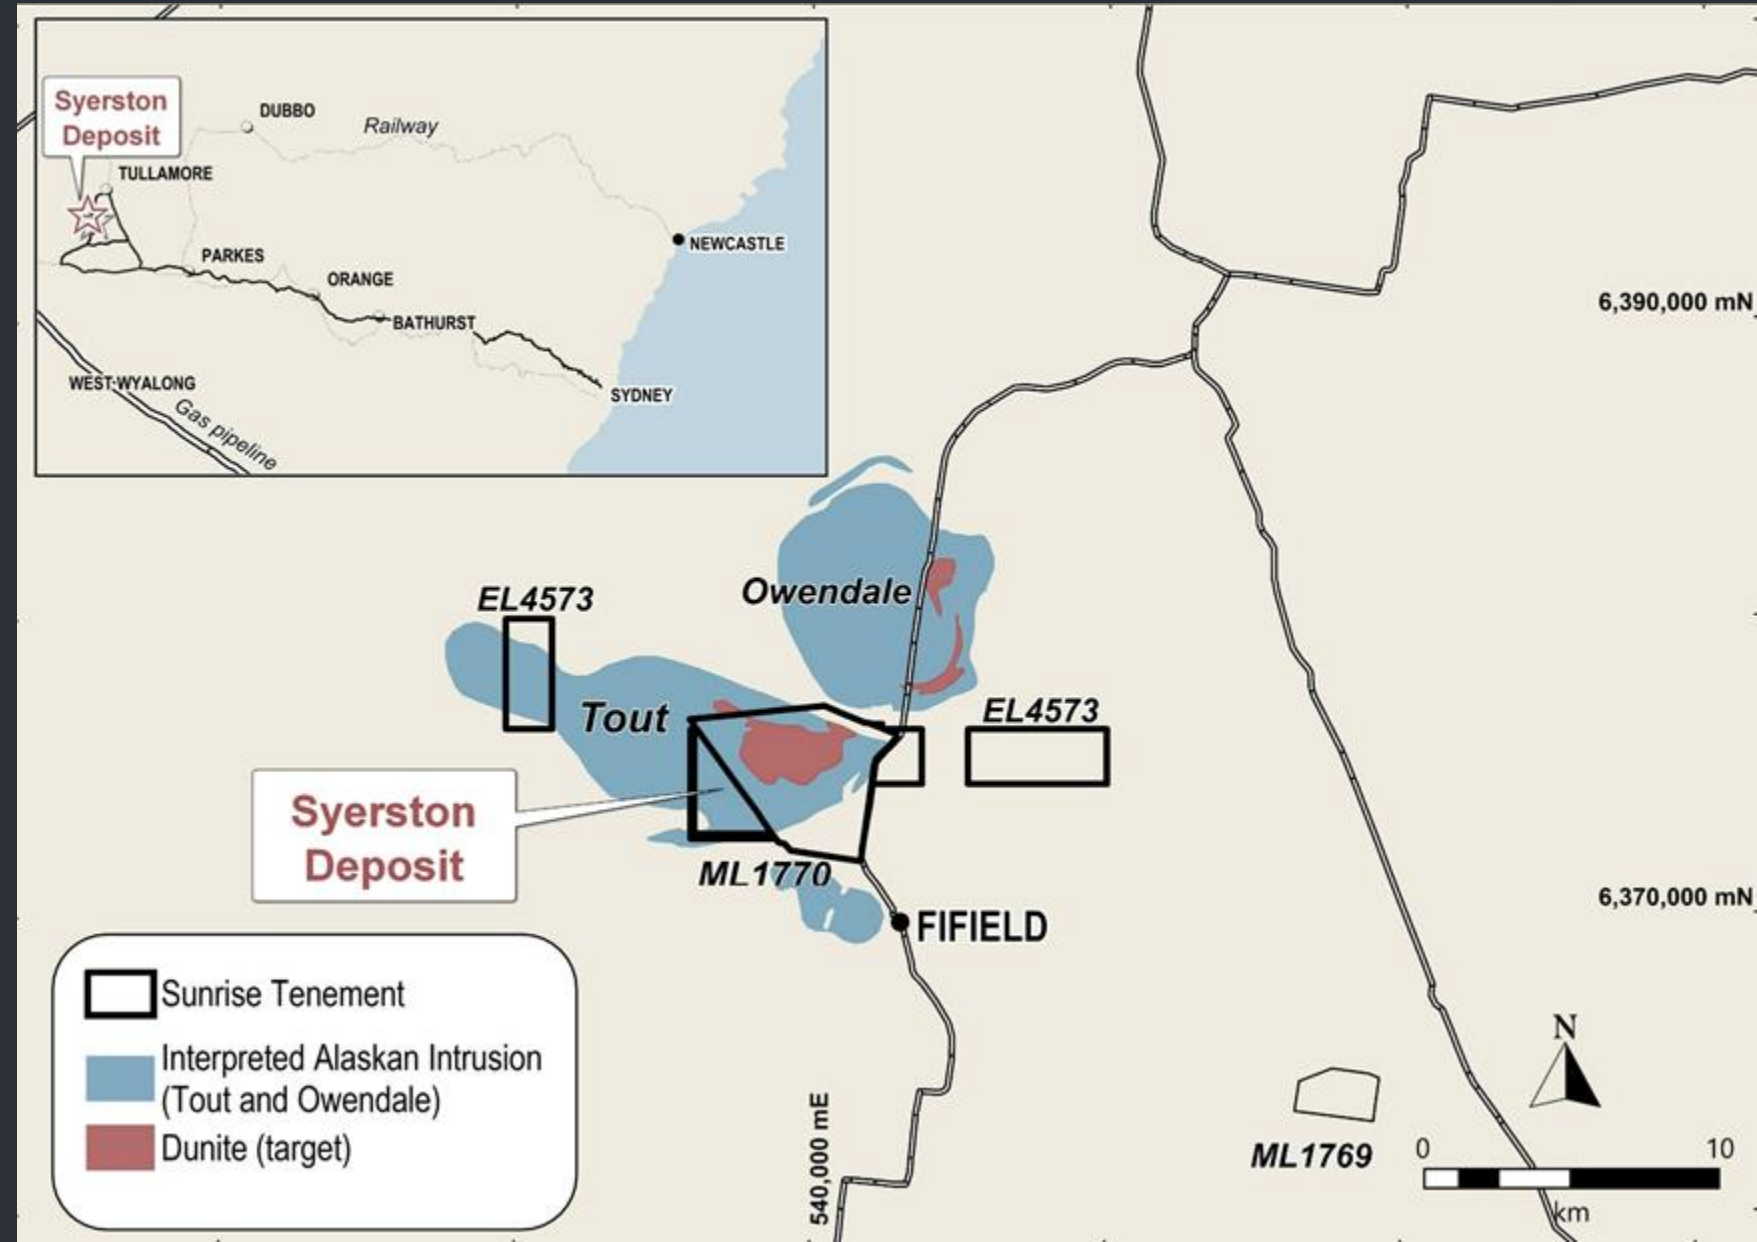 Syerston
Deposit
DUBBO
Railway
TULLAMORE
NEWCASTLE
PARKES
ORANGE
BATHURST
WEST WYALONG
SYDNEY
Gas pipeline
6,390,000 mN
EL4573
Owendale
Tout
EL4573
Syerston
Deposit
ML1770
6,370,000 mN
FIFIELD
Sunrise Tenement
Interpreted Alaskan Intrusion
(Tout and Owendale)
Dunite (target)
540,000 mE
N
ML1769
0 10
km